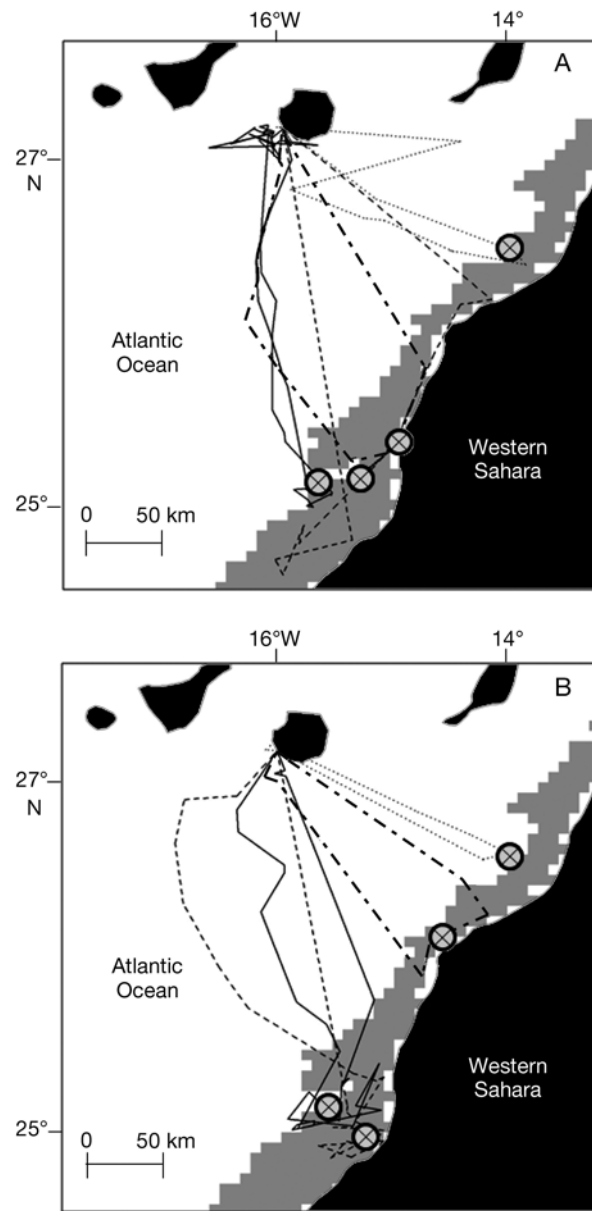 16°W
14°
A
27°
N
Atlantic
Ocean
Western
Sahara
25°
0
50 km
16°W
14°
B
27°
N
Atlantic
Ocean
Western
Sahara
25°
0
50 km